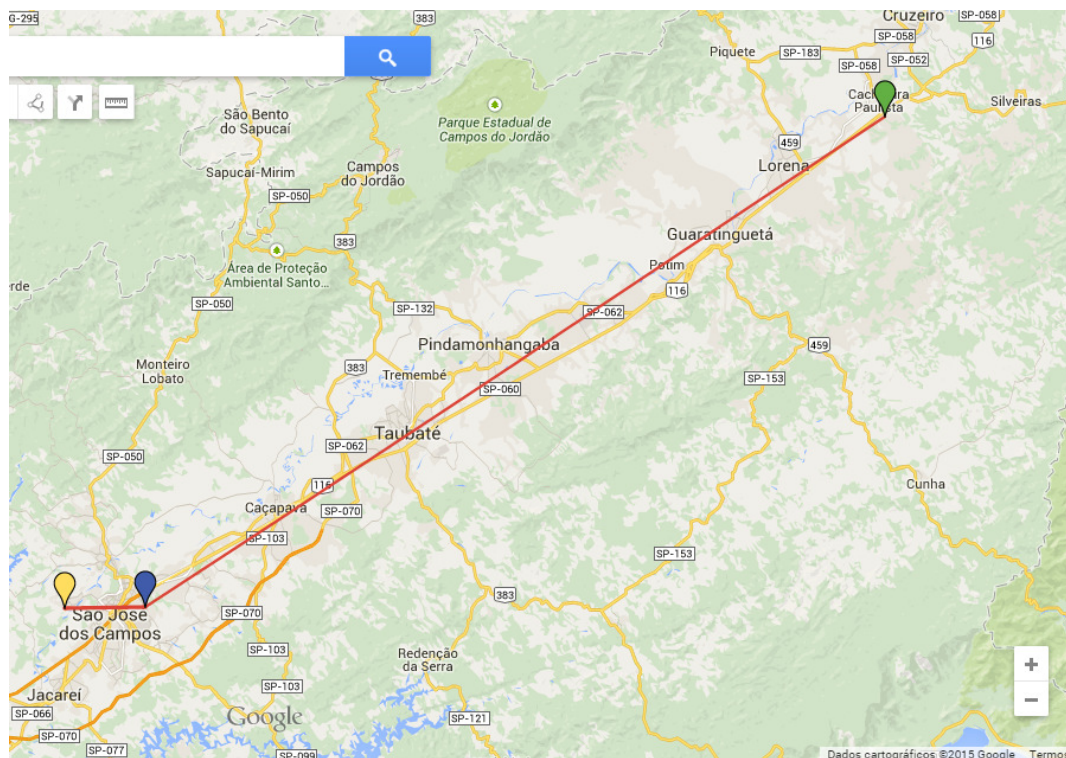 G-295
383
Cruzeiro
SP-058
SP-058
116
Piquete
SP-183
SP-058
SP-052
Cachoeira
Paulista
Silveiras
São Bento
do Sapucaí
Parque Estadual de
Campos do Jordão
459
Lorena
Sapucaí-Mirim
Campos
do Jordão
SP-050
383
Guaratinguetá
Área de Proteção
Ambiental Santo...
Potim
116
erde
SP-050
SP-132
SP-062
Pindamonhangaba
459
Monteiro
Lobato
383
Tremembé
SP-060
SP-153
Taubaté
SP-062
SP-050
116
Cunha
Caçapava
SP-070
SP-103
SP-153
383
São José
dos Campos
SP-070
SP-103
Redenção
da Serra
+
Jacareí
SP-103
−
SP-066
Google
SP-121
SP-070
SP-077
SP-099
Dados cartográficos ©2015 Google
Termos